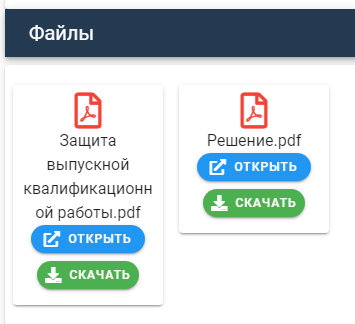 Файлы
Защита
выпускной
квалификационн
ой работы.pdf
ОТКРЫТЬ
СКАЧАТЬ
Решение.pdf
ОТКРЫТЬ
СКАЧАТЬ